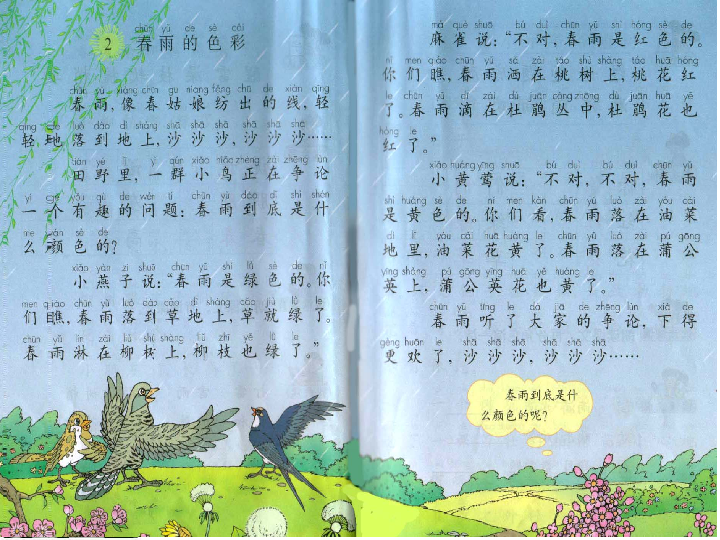 chūn yǔ de sè cǎi
2 春雨的色彩
春雨,像春姑娘纺出的线,轻
轻地落到地上,沙沙沙,沙沙沙……
田野里,一群小鸟正在争论
一个有趣的问题:春雨到底是什
么颜色的?
小燕子说:“春雨是绿色的。你
们瞧,春雨落到草地上,草就绿了。
春雨淋在柳树上,柳枝也绿了。”
麻雀说:“不对,春雨是红色的。
你们瞧,春雨洒在桃树上,桃花红
了。春雨滴在杜鹃丛中,杜鹃花也
红了。”
小黄莺说:“不对,不对,春雨
是黄色的。你们看,春雨落在油菜
地里,油菜花黄了。春雨落在蒲公
英上,蒲公英花也黄了。”
春雨听了大家的争论,下得
更欢了,沙沙沙,沙沙沙……
春雨到底是什
么颜色的呢?